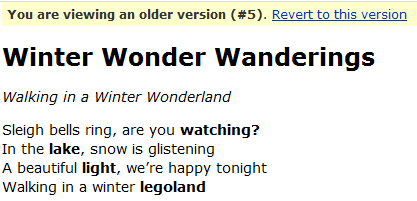 You are viewing an older version (#5). Revert to this version
Winter Wonder Wanderings
Walking in a Winter Wonderland
Sleigh bells ring, are you watching?
In the lake, snow is glistening
A beautiful light, we're happy tonight
Walking in a winter legoland